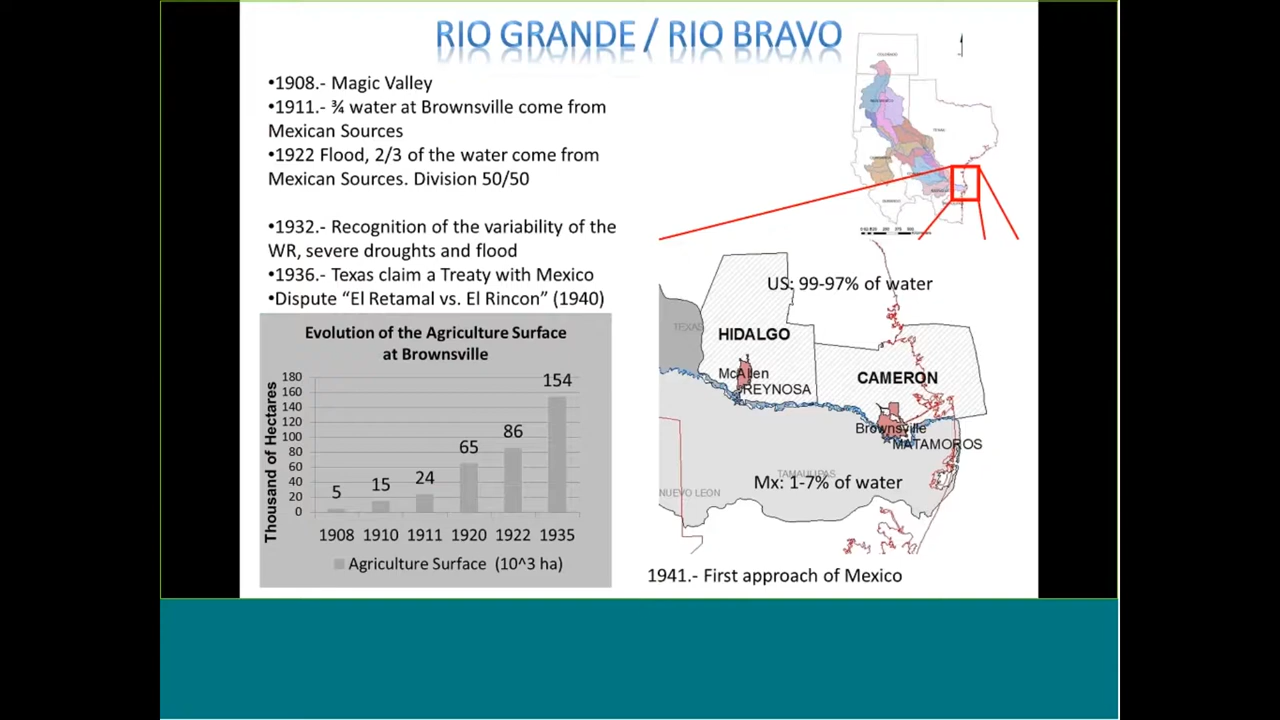 RIO GRANDE / RIO BRAVO
•1908.- Magic Valley
•1911.- ¾ water at Brownsville come from
Mexican Sources
•1922 Flood, 2/3 of the water come from
Mexican Sources. Division 50/50
•1932.- Recognition of the variability of the
WR, severe droughts and flood
•1936.- Texas claim a Treaty with Mexico
•Dispute “El Retamal vs. El Rincon” (1940)
Evolution of the Agriculture Surface
at Brownsville
Thousand of Hectares
180
160
140
120
100
80
60
40
20
0
5
15
24
65
86
154
1908 1910 1911 1920 1922 1935
Agriculture Surface (10^3 ha)
COLORADO
TEXAS
US: 99-97% of water
TEXAS
HIDALGO
McAllen
REYNOSA
CAMERON
Brownsville
MATAMOROS
TAMAULIPAS
Mx: 1-7% of water
NUEVO LEON
1941.- First approach of Mexico